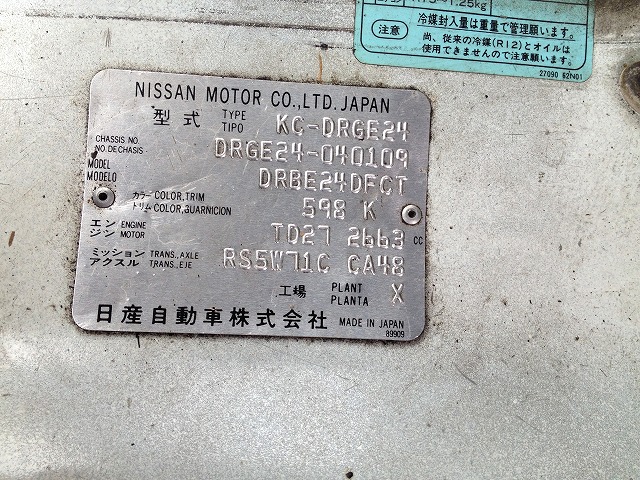 1.25kg
冷媒封入量は重量で管理願います。
注意 尚、従来の冷媒(R12)とオイルは
使用できませんので注意願います。
27090 62N01
NISSAN MOTOR CO.,LTD. JAPAN
型式 TYPE TIPO KC-DRGE24
CHASSIS NO. NO. DE CHASIS DRGE24-040109
MODEL MODELO DRBE24DFCT
カラー COLOR,TRIM
トリム COLOR,GUARNICION 598 K
エンジン ENGINE MOTOR TD27 2663 CC
ミッション TRANS.,AXLE
アクスル TRANS.,EJE RS5W71C CA48
工場 PLANT PLANTA X
日産自動車株式会社 MADE IN JAPAN
89909